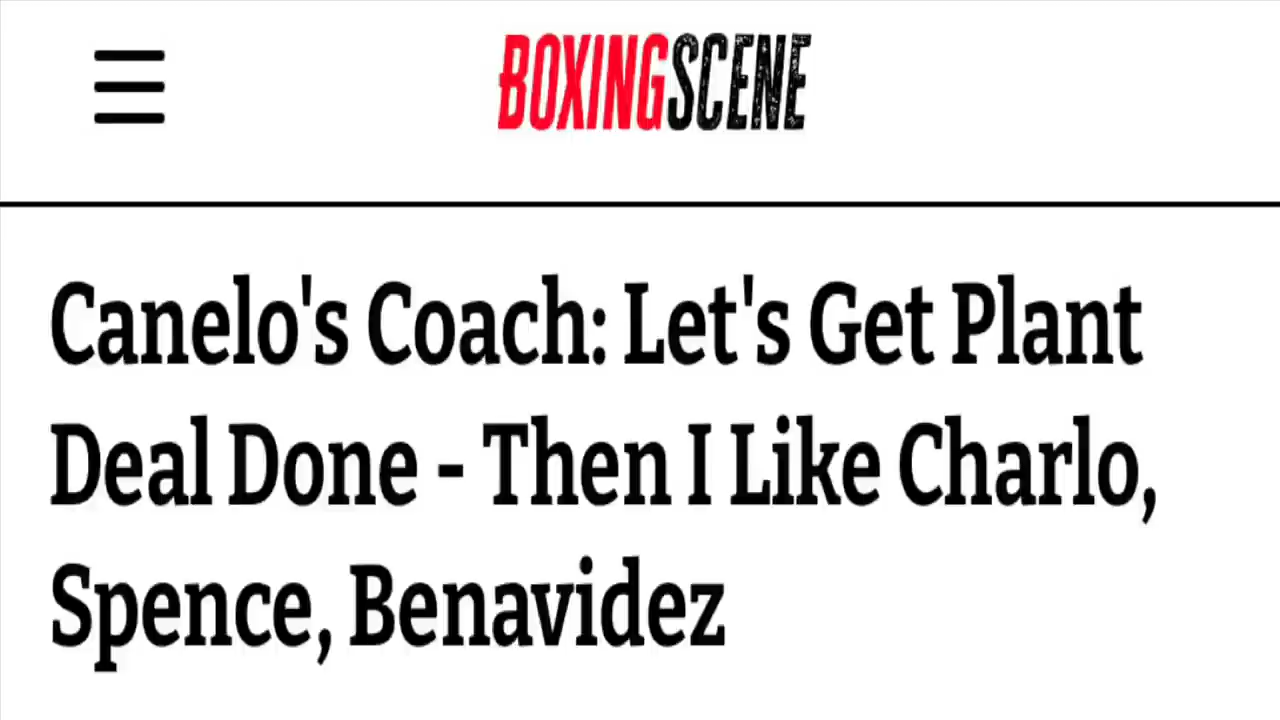 BOXINGSCENE
Canelo's Coach: Let's Get Plant
Deal Done - Then I Like Charlo,
Spence, Benavidez